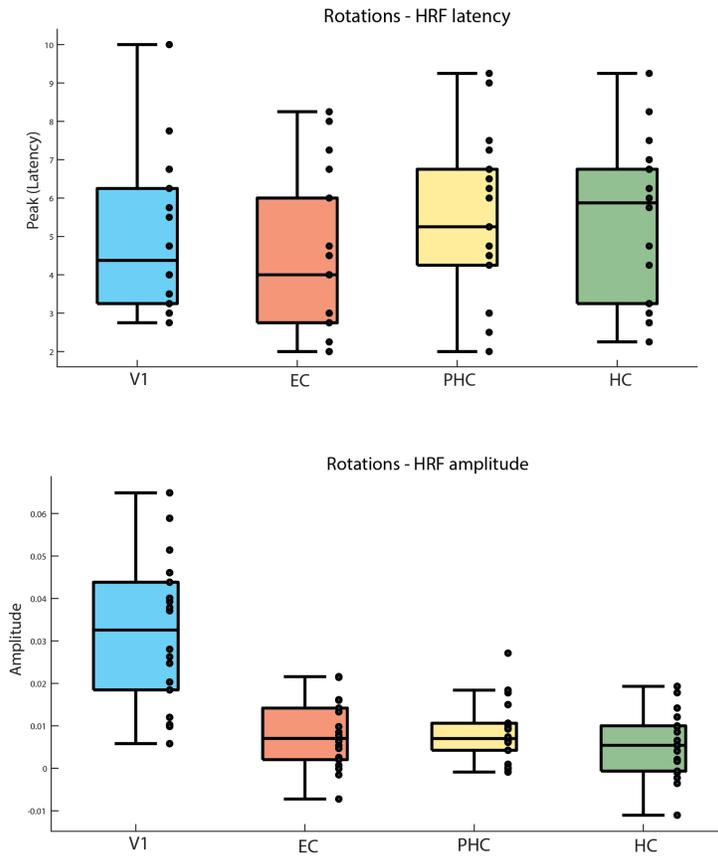 Rotations - HRF latency
Peak (Latency)
10
9
8
7
6
5
4
3
2
V1 EC PHC HC
Rotations - HRF amplitude
Amplitude
0.06
0.05
0.04
0.03
0.02
0.01
0
-0.01
V1 EC PHC HC